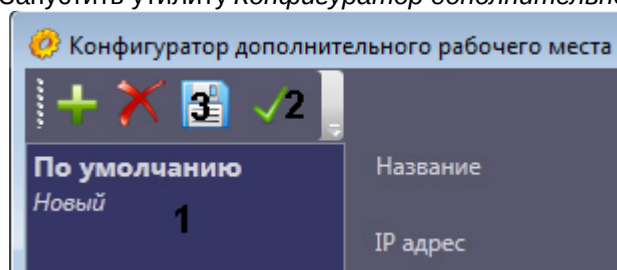 Запустить утилиту Конфигуратор дополнительно
Конфигуратор дополнительного рабочего места
3 2
По умолчанию
Новый
1
Название
IP адрес